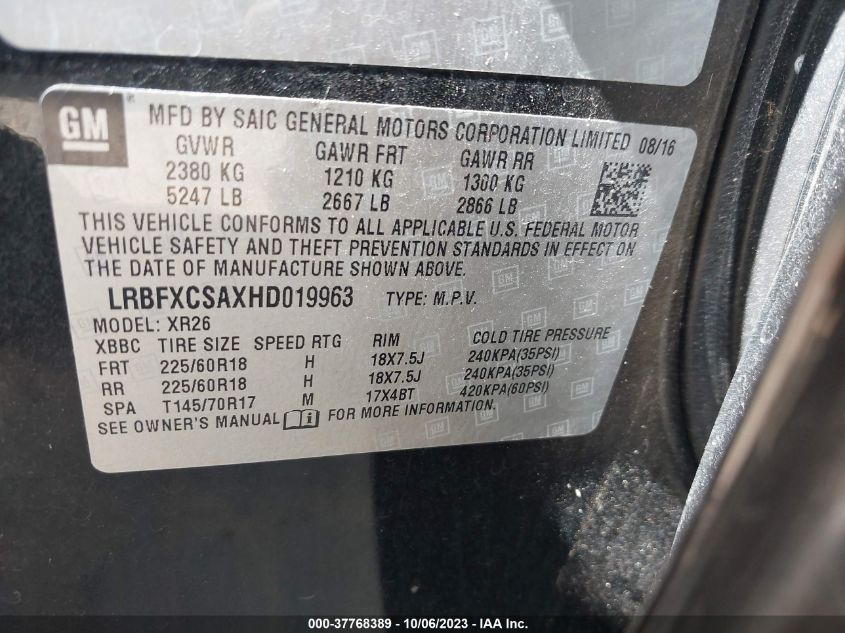 GM
MFD BY SAIC GENERAL MOTORS CORPORATION LIMITED 08/16
GVWR GAWR FRT GAWR RR
2380 KG 1210 KG 1300 KG
5247 LB 2667 LB 2866 LB
THIS VEHICLE CONFORMS TO ALL APPLICABLE U.S. FEDERAL MOTOR
VEHICLE SAFETY AND THEFT PREVENTION STANDARDS IN EFFECT ON
THE DATE OF MANUFACTURE SHOWN ABOVE.
LRBFXCSAXHD019963 TYPE: M.P.V.
MODEL: XR26
XBBC TIRE SIZE SPEED RTG RIM COLD TIRE PRESSURE
FRT 225/60R18 H 18X7.5J 240KPA(35PSI)
RR 225/60R18 H 18X7.5J 240KPA(35PSI)
SPA T145/70R17 M 17X4BT 420KPA(60PSI)
SEE OWNER'S MANUAL i FOR MORE INFORMATION.
000-37768389 | 10/06/2023 - IAA Inc.